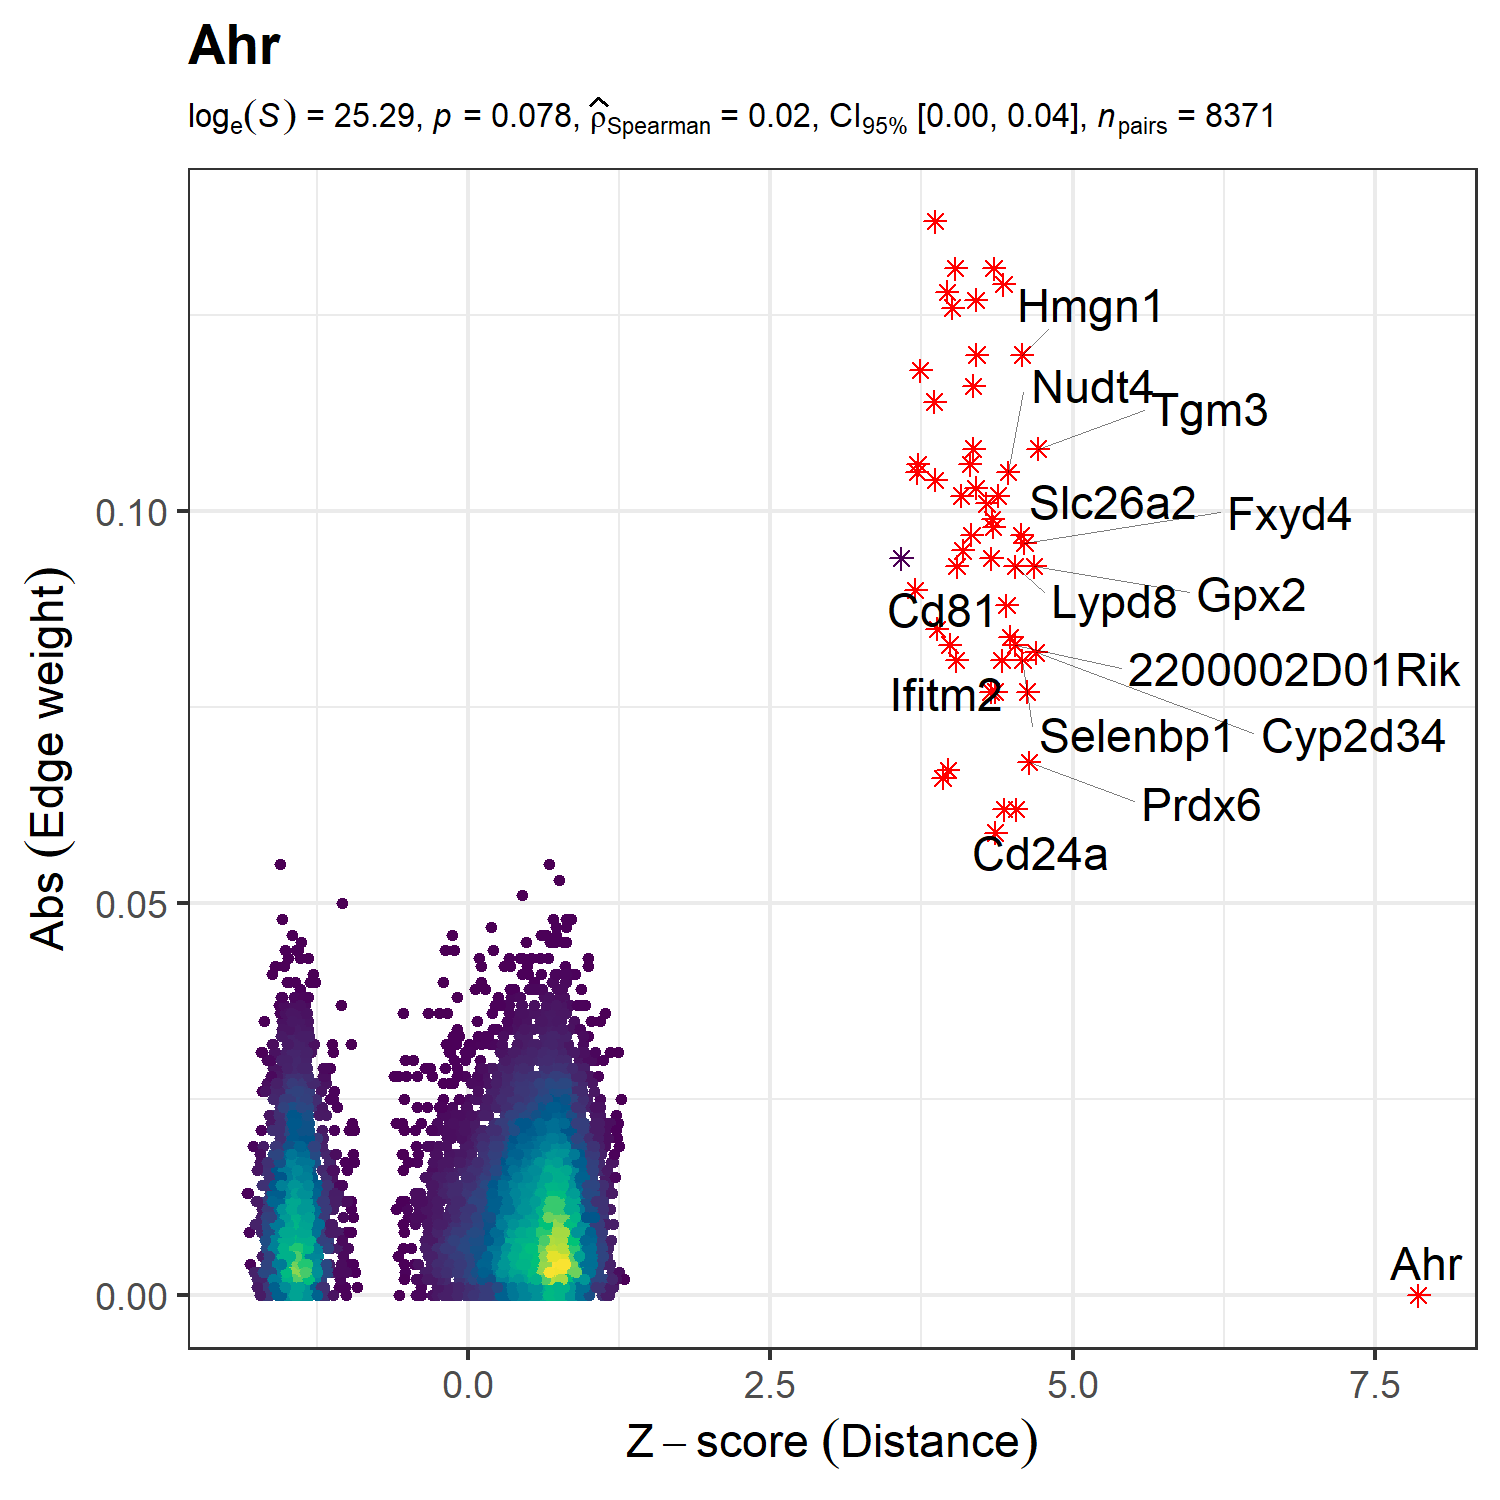 Ahr
loge(S) = 25.29, p = 0.078, ρ̂Spearman = 0.02, CI95% [0.00, 0.04], npairs = 8371
Hmgn1
Nudt4
Tgm3
Slc26a2
Fxyd4
Gpx2
Lypd8
Cd81
2200002D01Rik
Ifitm2
Selenbp1
Cyp2d34
Prdx6
Cd24a
Ahr
0.10
0.05
0.00
Abs (Edge weight)
0.0
2.5
5.0
7.5
Z – score (Distance)